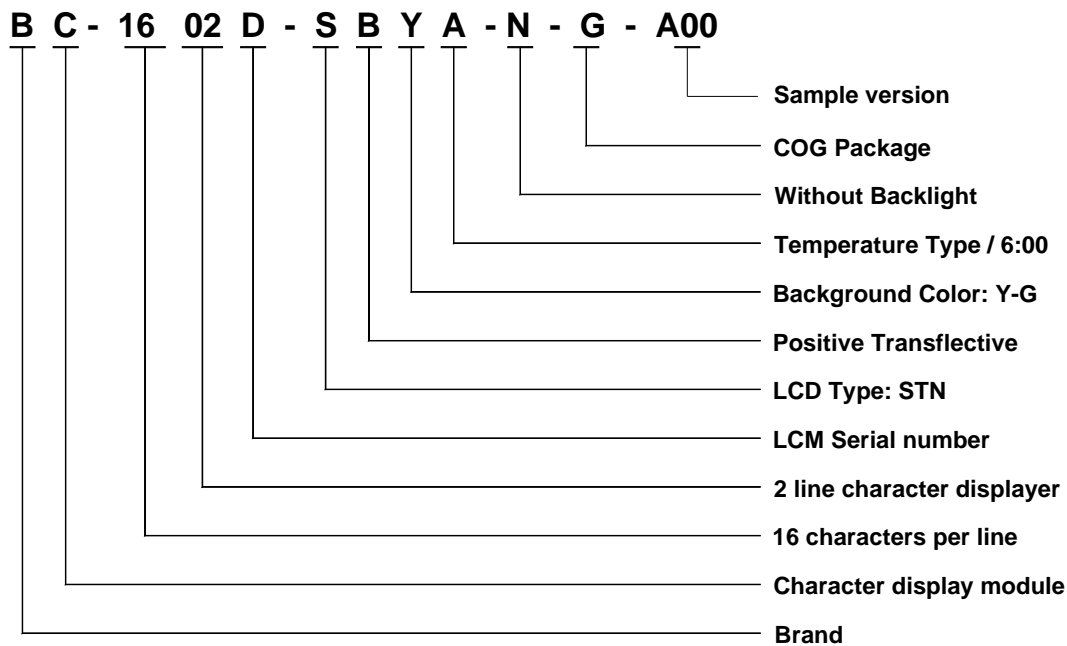 B C - 16 02 D - S B Y A - N - G - A00
Sample version
COG Package
Without Backlight
Temperature Type / 6:00
Background Color: Y-G
Positive Transflective
LCD Type: STN
LCM Serial number
2 line character displayer
16 characters per line
Character display module
Brand